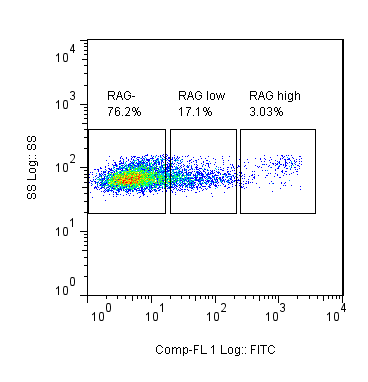 10^4
RAG- RAG low RAG high
76.2% 17.1% 3.03%
10^3
10^2
10^1
10^0
SS Log:: SS
10^0 10^1 10^2 10^3 10^4
Comp-FL 1 Log:: FITC